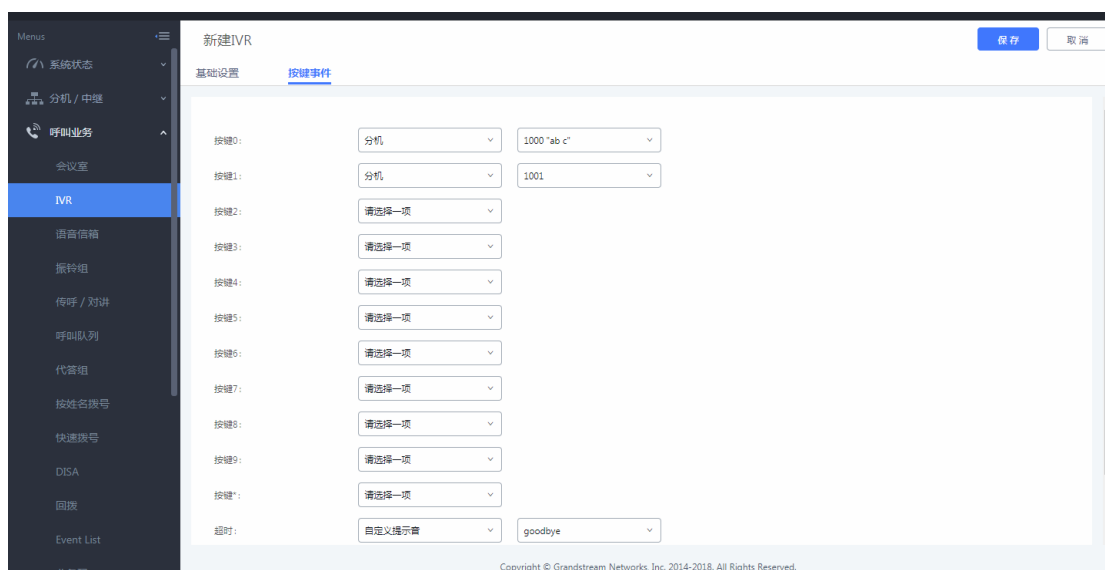 Menus
新建IVR
保存
取消
系统状态
基础设置
按键事件
分机 / 中继
呼叫业务
按键0:
分机
1000 "ab c"
会议室
按键1:
分机
1001
IVR
按键2:
请选择一项
语音信箱
按键3:
请选择一项
振铃组
按键4:
请选择一项
传呼 / 对讲
按键5:
请选择一项
呼叫队列
按键6:
请选择一项
代答组
按键7:
请选择一项
按姓名拨号
按键8:
请选择一项
快速拨号
按键9:
请选择一项
DISA
按键*:
请选择一项
回拨
超时:
自定义提示音
goodbye
Event List
Copyright © Grandstream Networks, Inc. 2014-2018. All Rights Reserved.